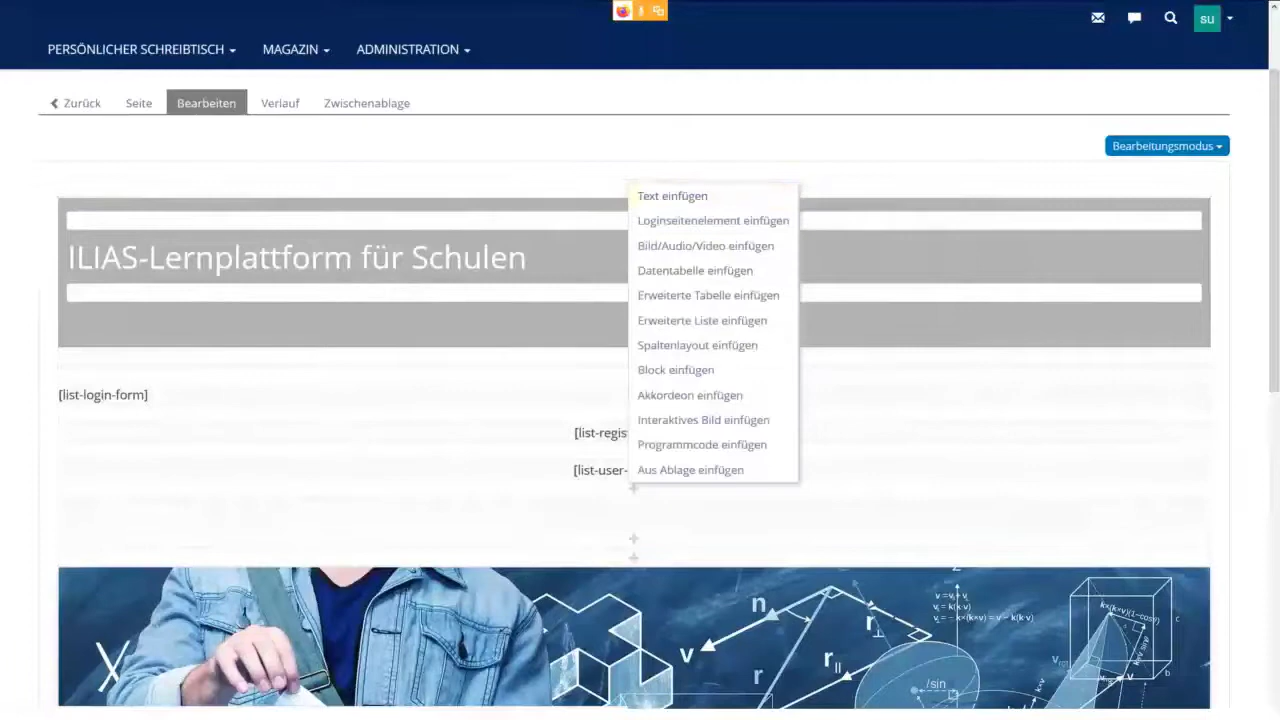 su
PERSÖNLICHER SCHREIBTISCH
MAGAZIN
ADMINISTRATION
Zurück
Seite
Bearbeiten
Verlauf
Zwischenablage
Bearbeitungsmodus
Text einfügen
Loginseitenelement einfügen
Bild/Audio/Video einfügen
Datentabelle einfügen
Erweiterte Tabelle einfügen
Erweiterte Liste einfügen
Spaltenlayout einfügen
Block einfügen
Akkordeon einfügen
Interaktives Bild einfügen
Programmcode einfügen
Aus Ablage einfügen
ILIAS-Lernplattform für Schulen
[list-login-form]
[list-regis
[list-user-
X
n
v
r
r⊥
r||
/sin
c
b